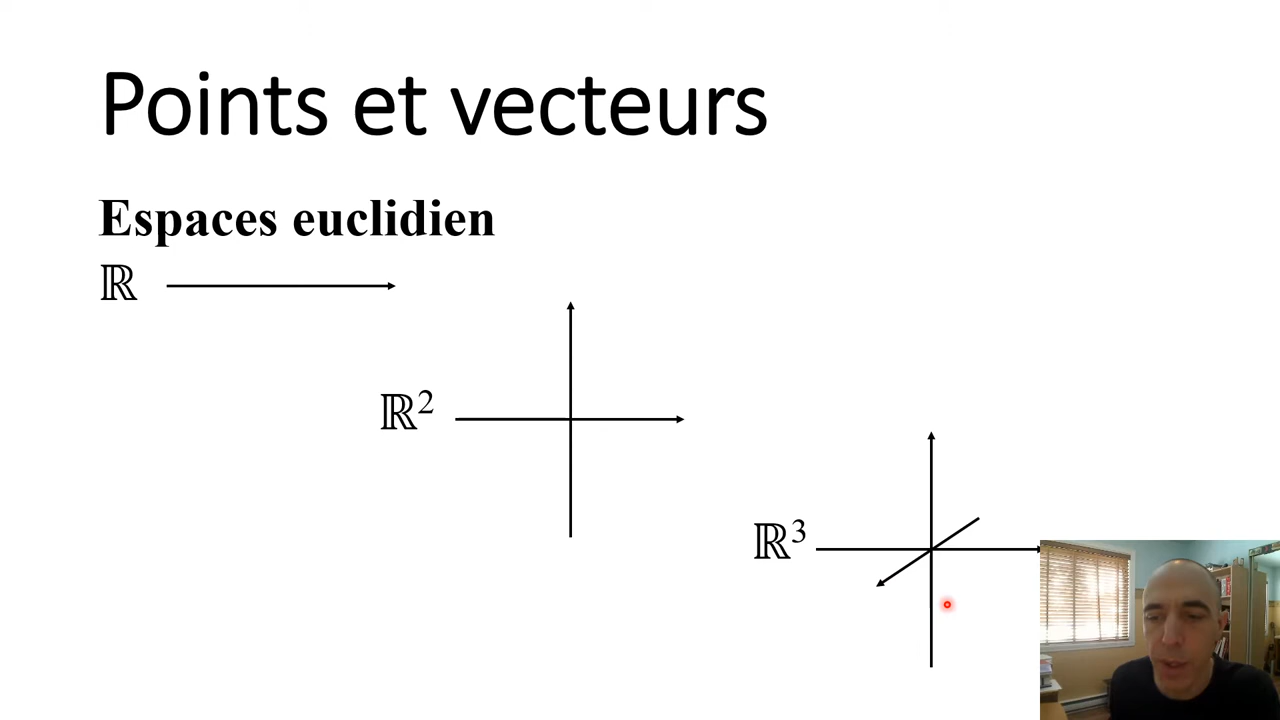 Points et vecteurs
Espaces euclidien
ℝ
ℝ²
ℝ³